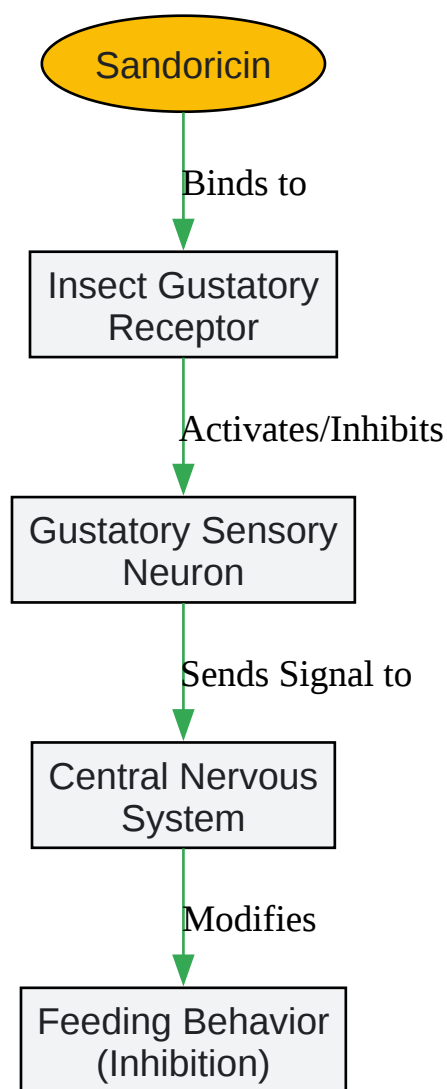 Sandoricin
Binds to
Insect Gustatory
Receptor
Activates/Inhibits
Gustatory Sensory
Neuron
Sends Signal to
Central Nervous
System
Modifies
Feeding Behavior
(Inhibition)